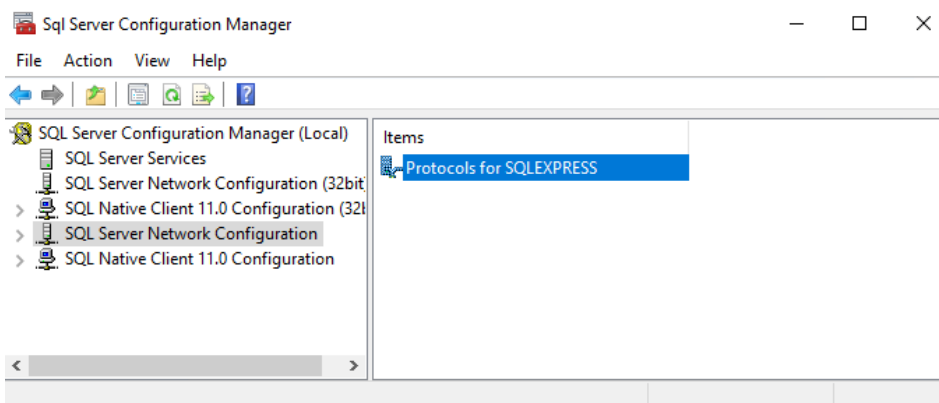 Sql Server Configuration Manager
File Action View Help
SQL Server Configuration Manager (Local)
SQL Server Services
SQL Server Network Configuration (32bit
SQL Native Client 11.0 Configuration (32b
SQL Server Network Configuration
SQL Native Client 11.0 Configuration
Items
Protocols for SQLEXPRESS